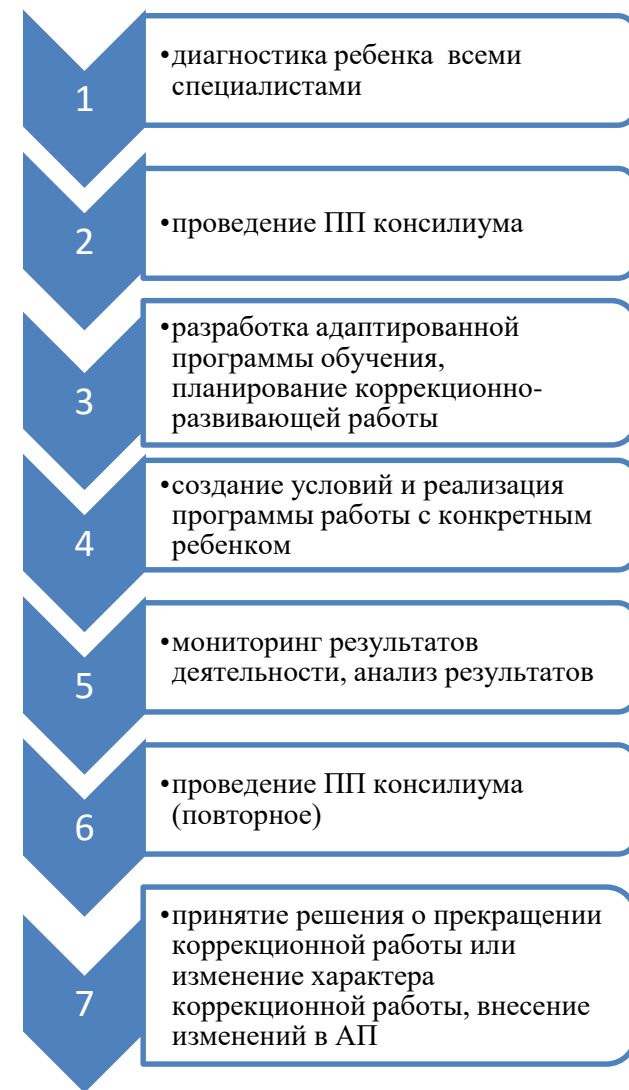 1
•диагностика ребенка всеми
специалистами
2
•проведение ПП консилиума
3
•разработка адаптированной
программы обучения,
планирование коррекционно-
развивающей работы
4
•создание условий и реализация
программы работы с конкретным
ребенком
5
•мониторинг результатов
деятельности, анализ результатов
6
•проведение ПП консилиума
(повторное)
7
•принятие решения о прекращении
коррекционной работы или
изменение характера
коррекционной работы, внесение
изменений в АП